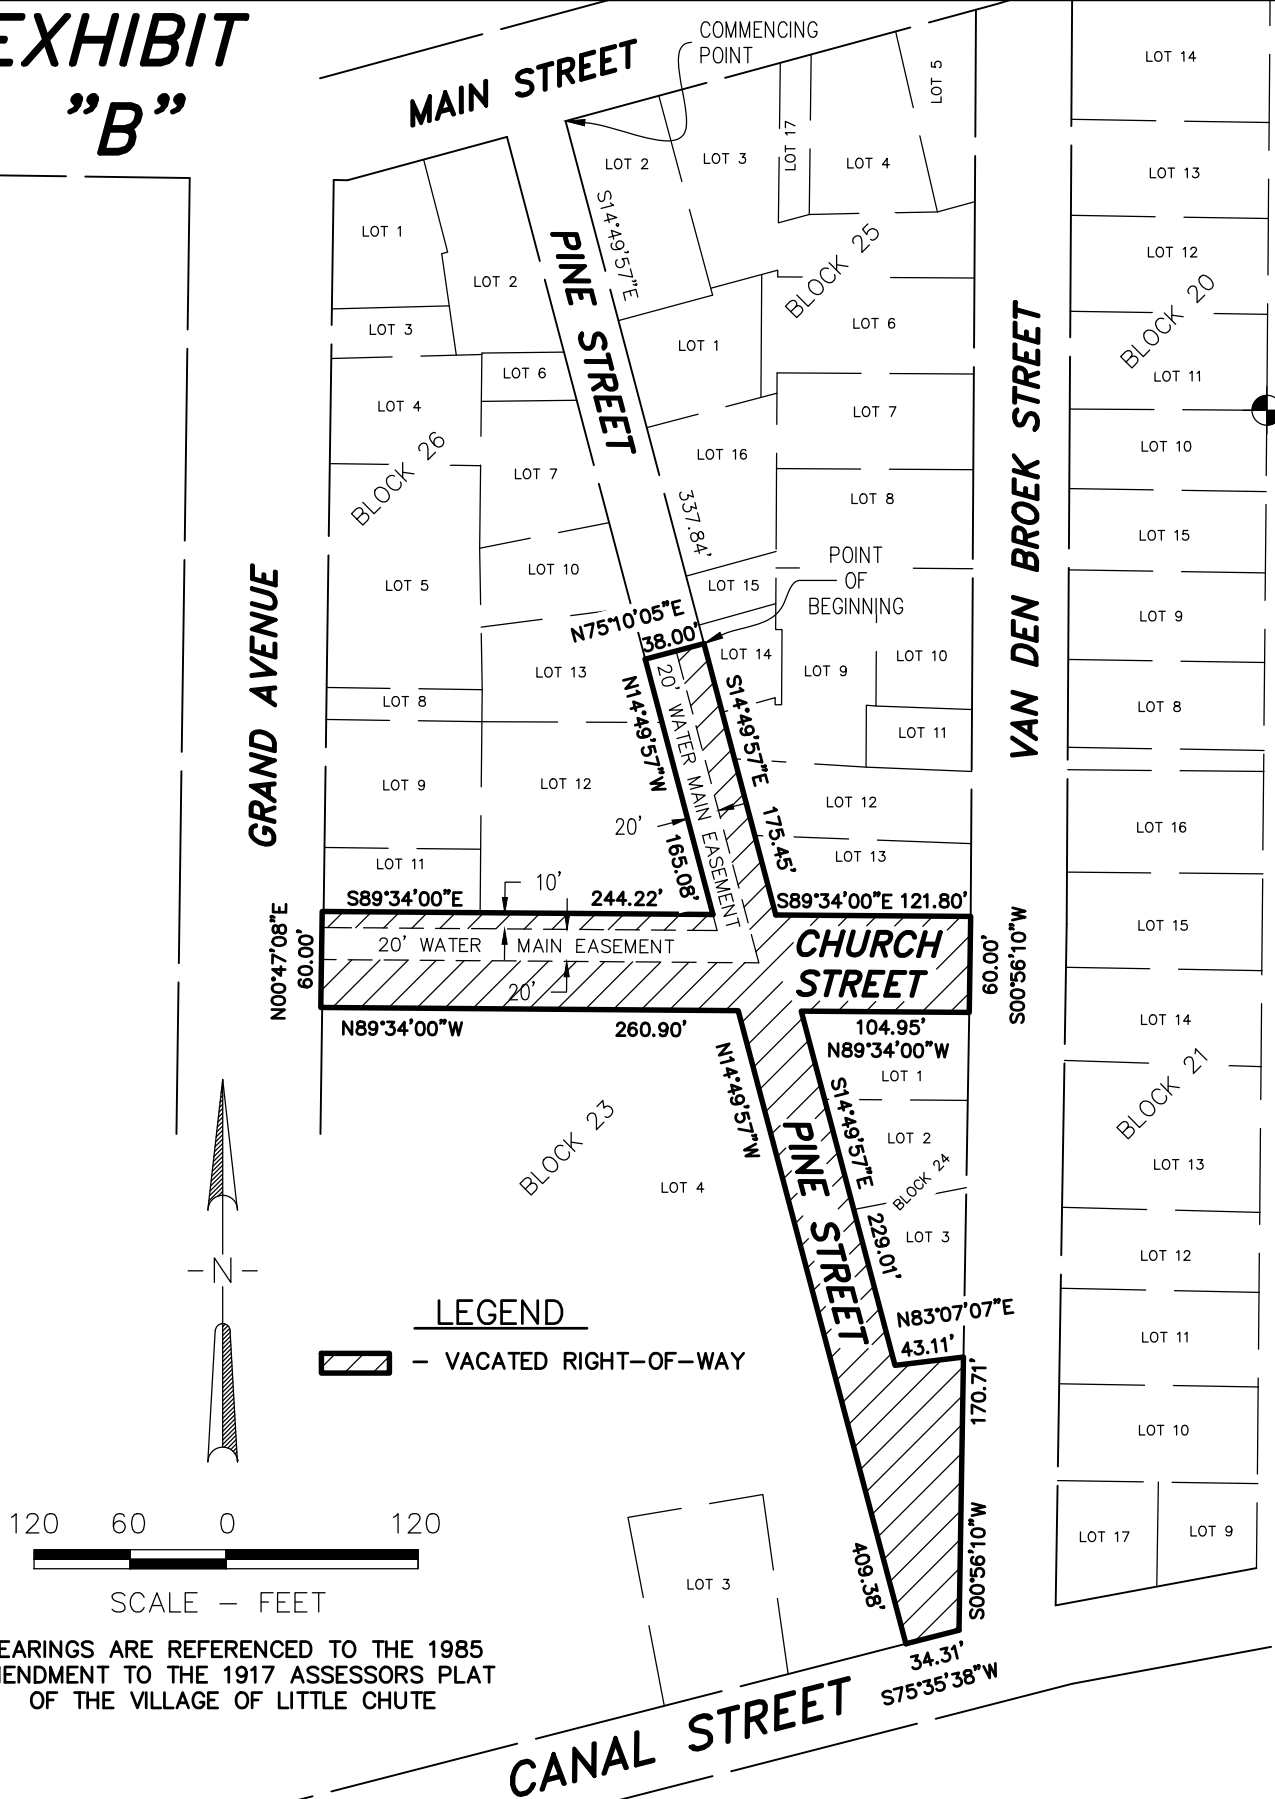 EXHIBIT
"B"
COMMENCING
POINT
MAIN STREET
LOT 5
LOT 14
LOT 17
LOT 2
LOT 3
LOT 4
LOT 13
LOT 1
S14°49'57"E
LOT 2
PINE STREET
BLOCK 25
LOT 12
BLOCK 20
LOT 3
LOT 1
LOT 6
LOT 6
LOT 11
LOT 4
LOT 7
VAN DEN BROEK STREET
BLOCK 26
LOT 7
LOT 16
LOT 10
LOT 8
337.84'
LOT 15
LOT 5
LOT 10
LOT 15
POINT
OF
BEGINNING
LOT 9
GRAND AVENUE
N75°10'05"E
38.00'
LOT 14
LOT 9
LOT 10
LOT 13
LOT 8
20' WATER MAIN EASEMENT
N14°49'57"W
S14°49'57"E
LOT 8
LOT 11
LOT 9
LOT 12
LOT 12
20'
165.08'
175.45'
LOT 16
LOT 11
LOT 13
10'
S89°34'00"E
244.22'
S89°34'00"E 121.80'
N00°47'08"E
60.00'
20' WATER MAIN EASEMENT
CHURCH
STREET
60.00'
S00°56'10"W
LOT 15
20'
N89°34'00"W
260.90'
104.95'
N89°34'00"W
LOT 14
N14°49'57"W
LOT 1
S14°49'57"E
BLOCK 21
BLOCK 23
PINE STREET
LOT 2
BLOCK 24
LOT 13
LOT 4
229.01'
LOT 3
LOT 12
-N-
LEGEND
N83°07'07"E
43.11'
LOT 11
- VACATED RIGHT-OF-WAY
170.71'
LOT 10
120 60 0 120
SCALE - FEET
LOT 3
409.38'
S00°56'10"W
LOT 17
LOT 9
EARINGS ARE REFERENCED TO THE 1985
ENDMENT TO THE 1917 ASSESSORS PLAT
OF THE VILLAGE OF LITTLE CHUTE
34.31'
S75°35'38"W
CANAL STREET